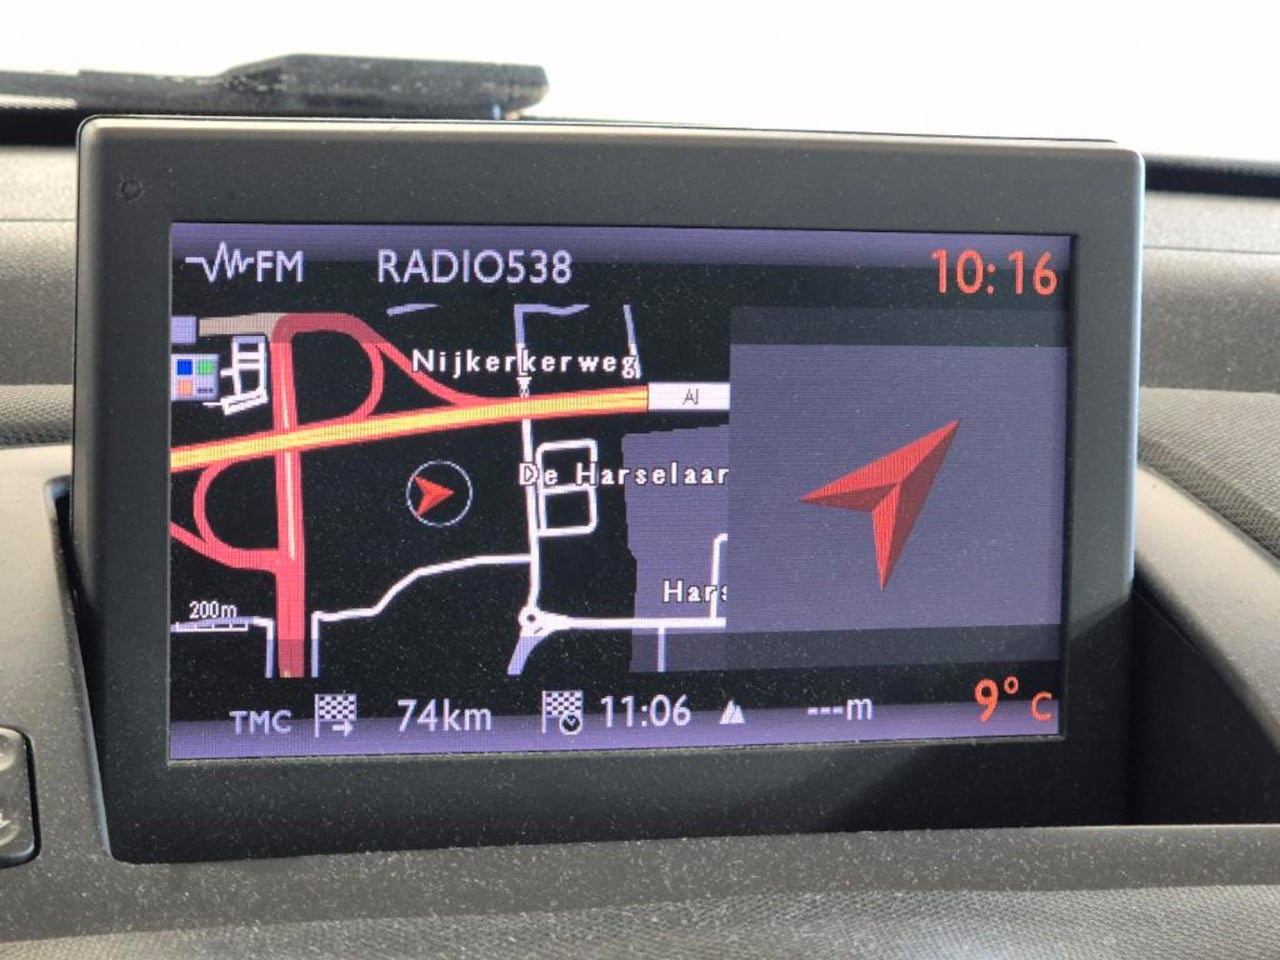 FM RADIO538 10:16
Nijkerkerweg
A1
De Harselaar
Hars
200m
TMC 74km 11:06 ---m 9° C